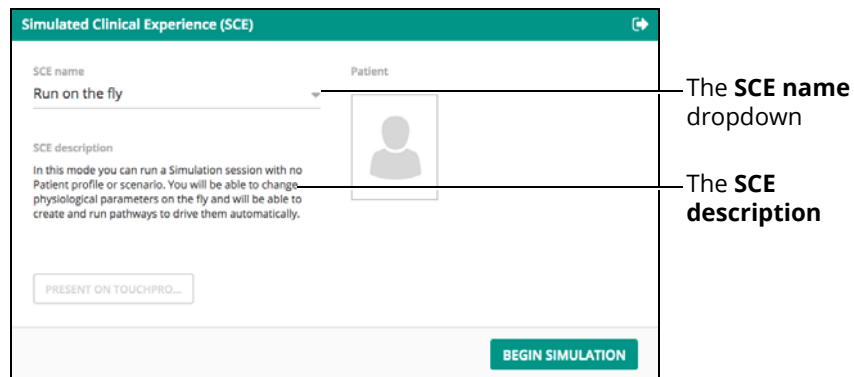 Simulated Clinical Experience (SCE)
SCE name
Run on the fly
Patient
SCE description
In this mode you can run a Simulation session with no
Patient profile or scenario. You will be able to change
physiological parameters on the fly and will be able to
create and run pathways to drive them automatically.
PRESENT ON TOUCHPRO...
BEGIN SIMULATION
The SCE name
dropdown
The SCE
description